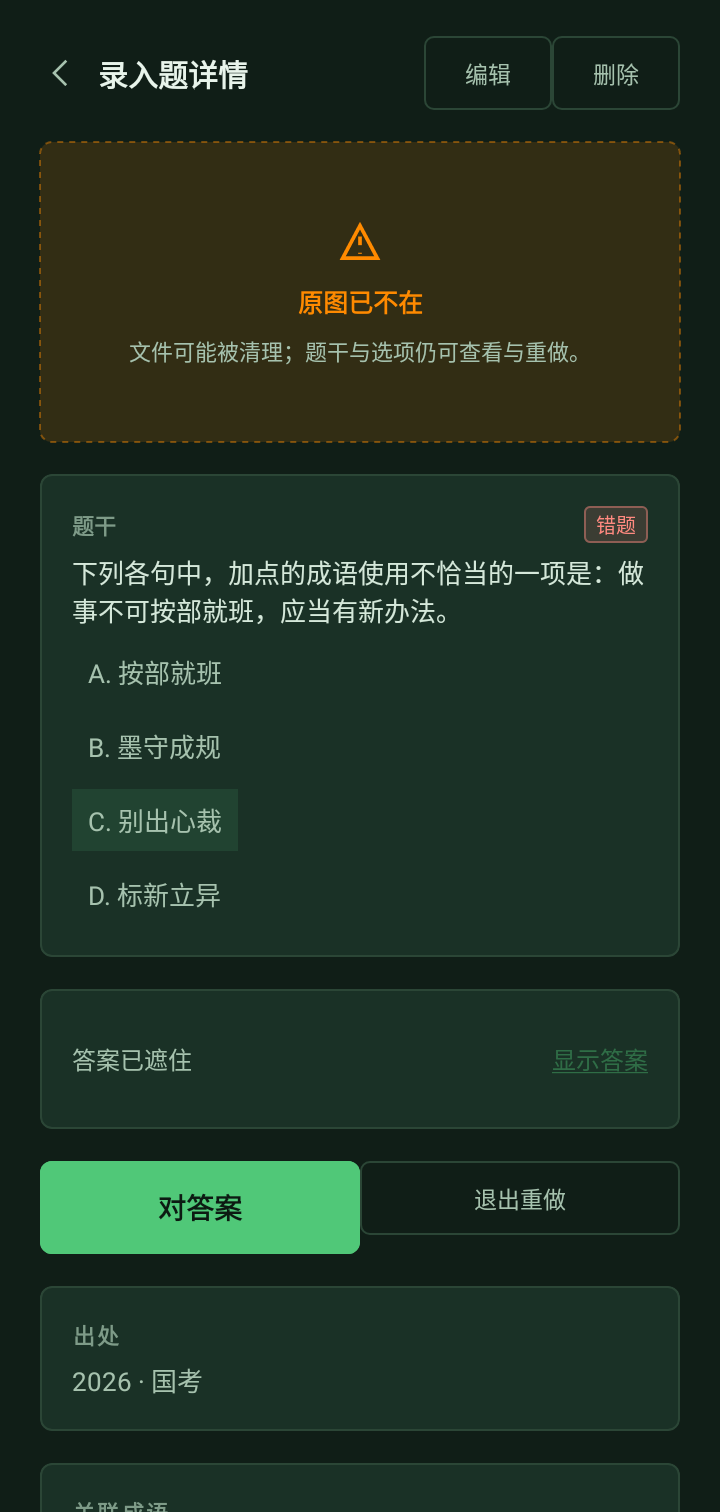 录入题详情
编辑
删除
原图已不在
文件可能被清理；题干与选项仍可查看与重做。
题干
错题
下列各句中，加点的成语使用不恰当的一项是：做
事不可按部就班，应当有新办法。
A. 按部就班
B. 墨守成规
C. 别出心裁
D. 标新立异
答案已遮住
显示答案
对答案
退出重做
出处
2026 · 国考
关联成语